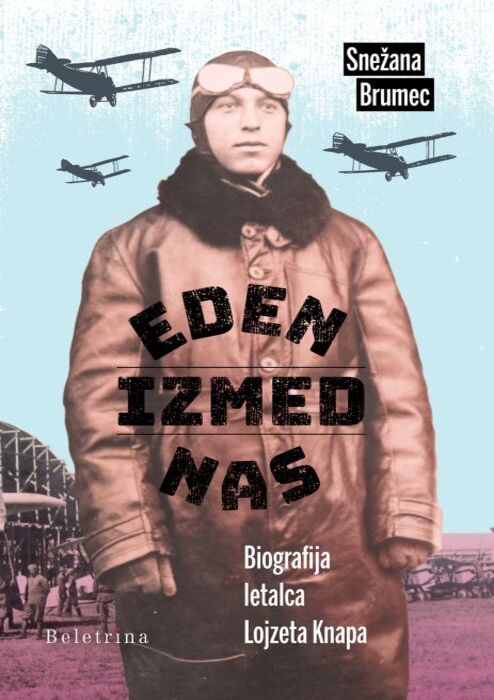 Snežana
Brumec
EDEN
IZMED
NAS
Biografija
letalca
Lojzeta Knapa
Beletrina